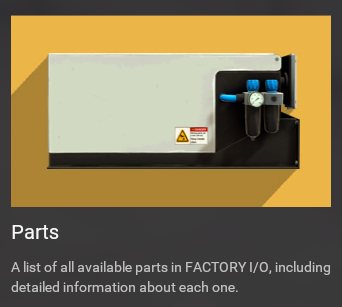 Parts
A list of all available parts in FACTORY I/O, including
detailed information about each one.